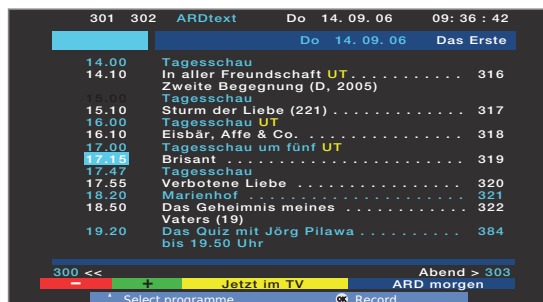 301 302 ARDtext Do 14. 09. 06 09: 36 : 42
Do 14. 09. 06 Das Erste
14.00 Tagesschau
14.10 In aller Freundschaft UT . . . . . . . . . . . 316
Zweite Begegnung (D, 2005)
15.00 Tagesschau
15.10 Sturm der Liebe (221) . . . . . . . . . . . . . 317
16.00 Tagesschau UT
16.10 Eisbär, Affe & Co. . . . . . . . . . . . . . . . . 318
17.00 Tagesschau um fünf UT
17.15 Brisant . . . . . . . . . . . . . . . . . . . . . . . . 319
17.47 Tagesschau
17.55 Verbotene Liebe . . . . . . . . . . . . . . . . . 320
18.20 Marienhof . . . . . . . . . . . . . . . . . . . . . . 321
18.50 Das Geheimnis meines . . . . . . . . . . . . 322
Vaters (19)
19.20 Das Quiz mit Jörg Pilawa . . . . . . . . . . 384
bis 19.50 Uhr
300 << Abend > 303
− + Jetzt im TV ARD morgen
Select programme OK Record